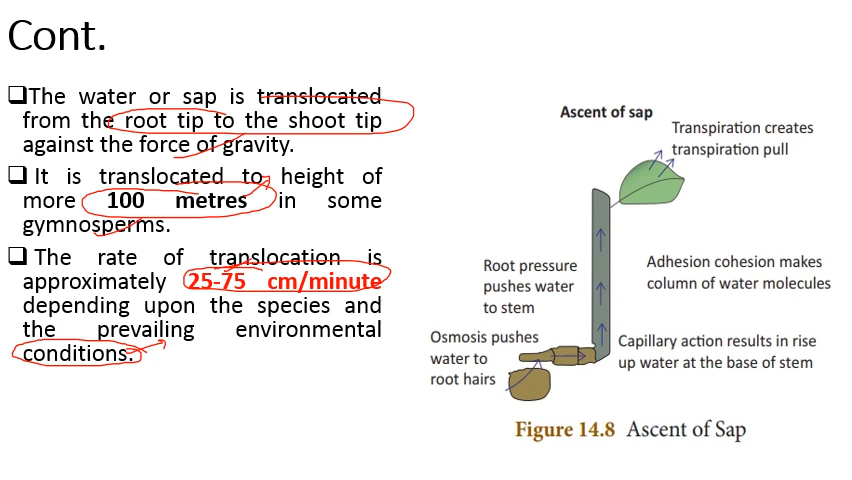 Cont.
❑The water or sap is translocated
from the root tip to the shoot tip
against the force of gravity.
❑ It is translocated to height of
more 100 metres in some
gymnosperms.
❑ The rate of translocation is
approximately 25-75 cm/minute
depending upon the species and
the prevailing environmental
conditions.
Ascent of sap
Transpiration creates
transpiration pull
Root pressure
pushes water
to stem
Adhesion cohesion makes
column of water molecules
Osmosis pushes
water to
root hairs
Capillary action results in rise
up water at the base of stem
Figure 14.8 Ascent of Sap